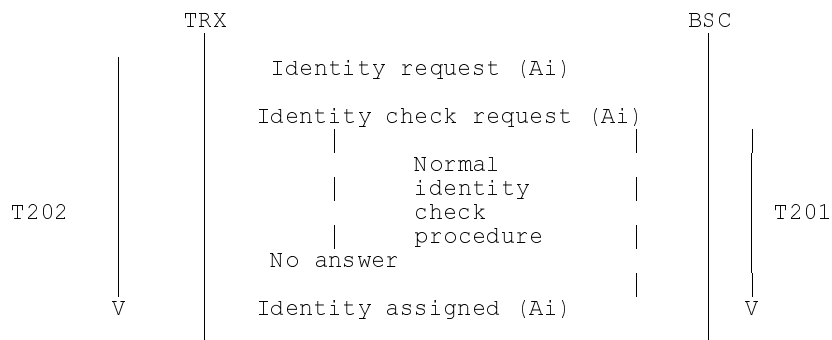 TRX BSC
Identity request (Ai)
Identity check request (Ai)
Normal
identity
T202 check T201
procedure
No answer
V Identity assigned (Ai) V